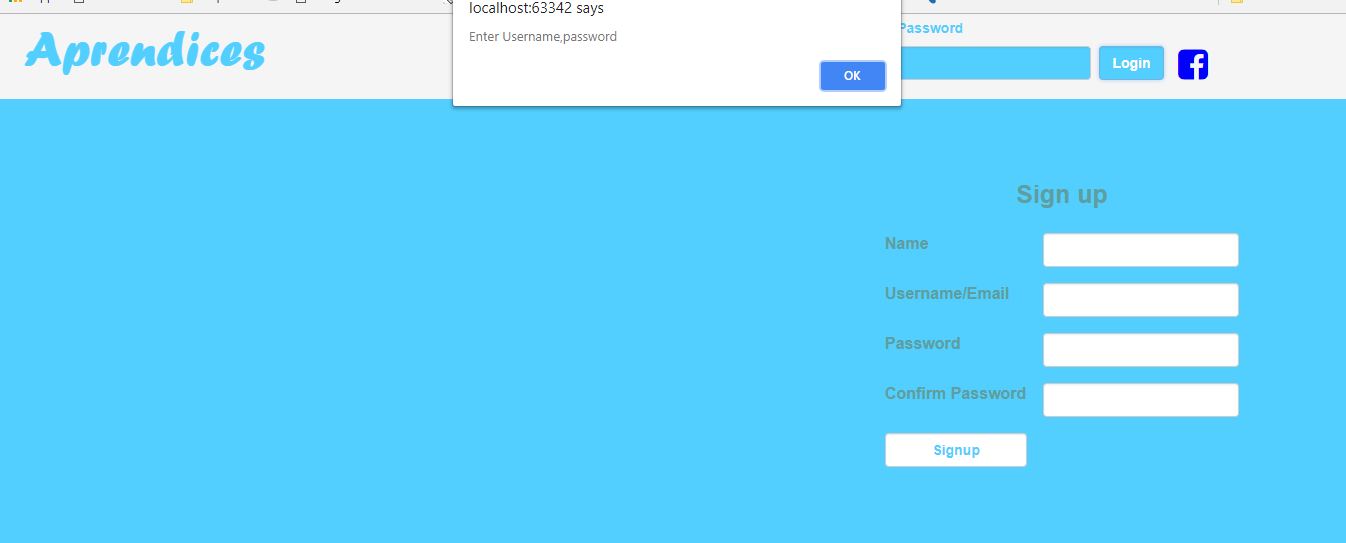 localhost:63342 says
Enter Username,password
OK
Aprendices
Password
Login
Sign up
Name
Username/Email
Password
Confirm Password
Signup